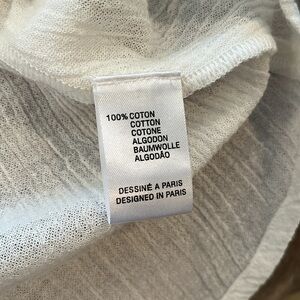 100% COTON
COTTON
COTONE
ALGODON
BAUMWOLLE
ALGODÃO
DESSINÉ A PARIS
DESIGNED IN PARIS